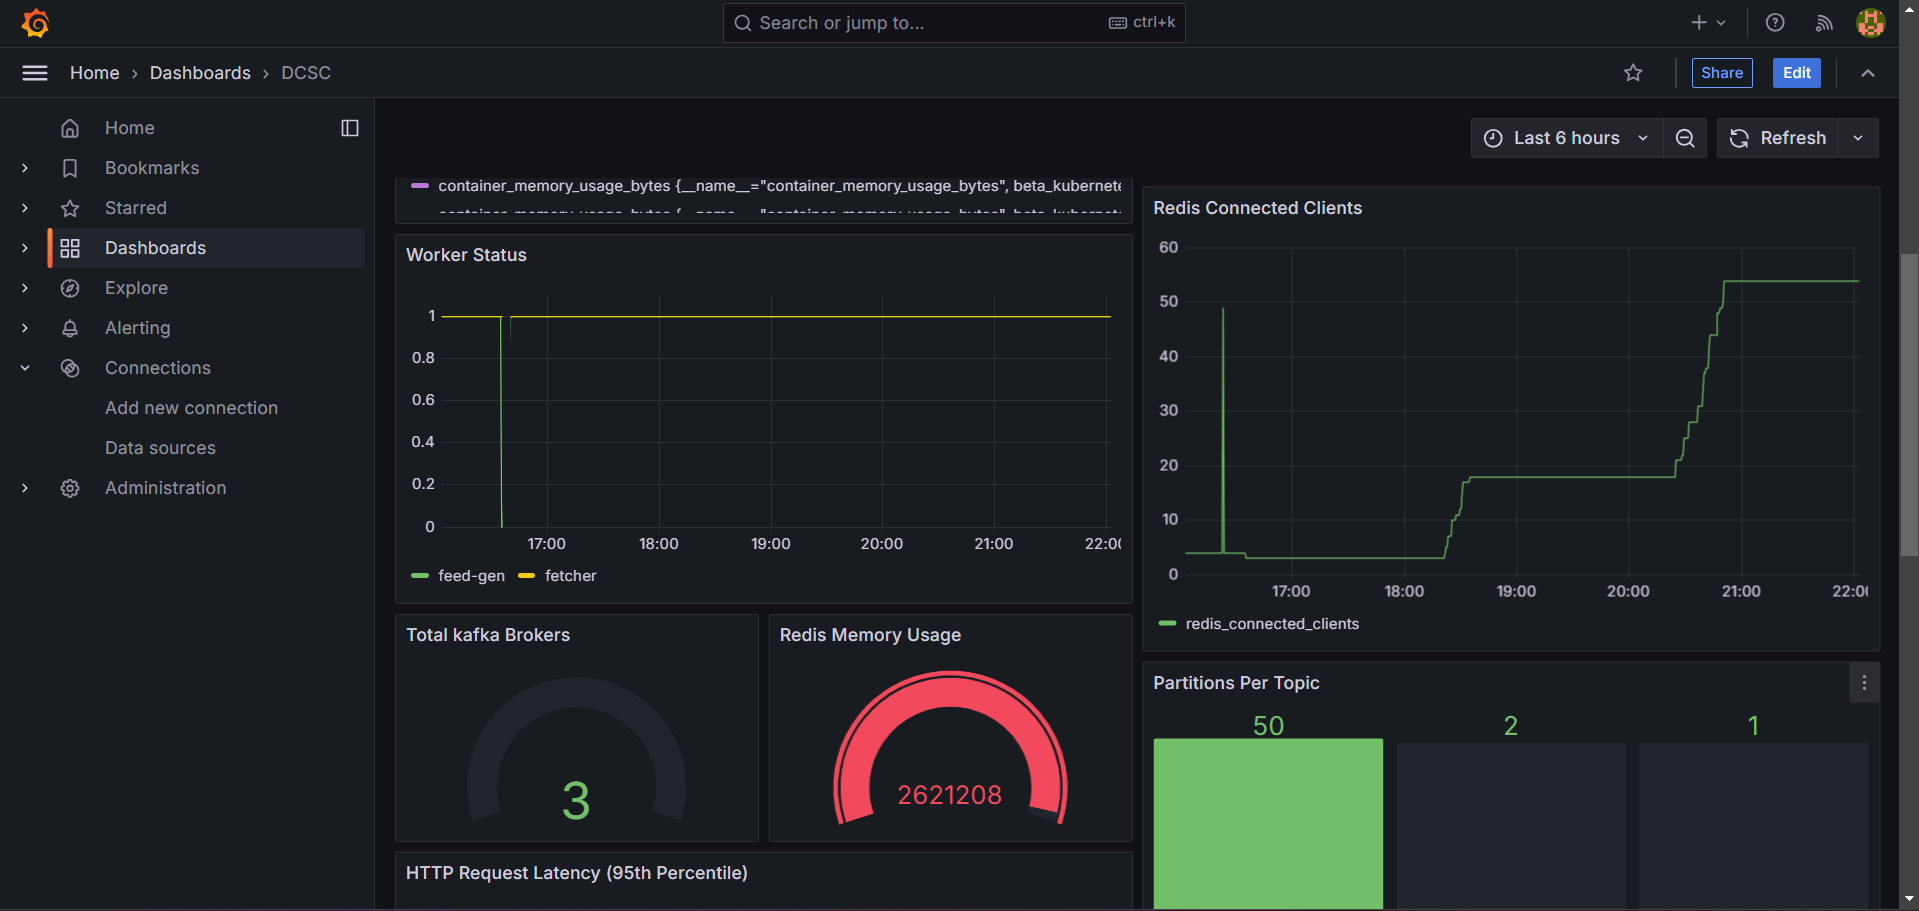 Search or jump to...
ctrl+k
Home › Dashboards › DCSC
Share
Edit
Home
Bookmarks
Starred
Dashboards
Explore
Alerting
Connections
Add new connection
Data sources
Administration
Last 6 hours
Refresh
container_memory_usage_bytes {__name__="container_memory_usage_bytes", beta_kubernete
Worker Status
1
0.8
0.6
0.4
0.2
0
17:00
18:00
19:00
20:00
21:00
22:0
feed-gen
fetcher
Redis Connected Clients
60
50
40
30
20
10
0
17:00
18:00
19:00
20:00
21:00
22:0
redis_connected_clients
Total kafka Brokers
3
Redis Memory Usage
2621208
Partitions Per Topic
50
2
1
HTTP Request Latency (95th Percentile)